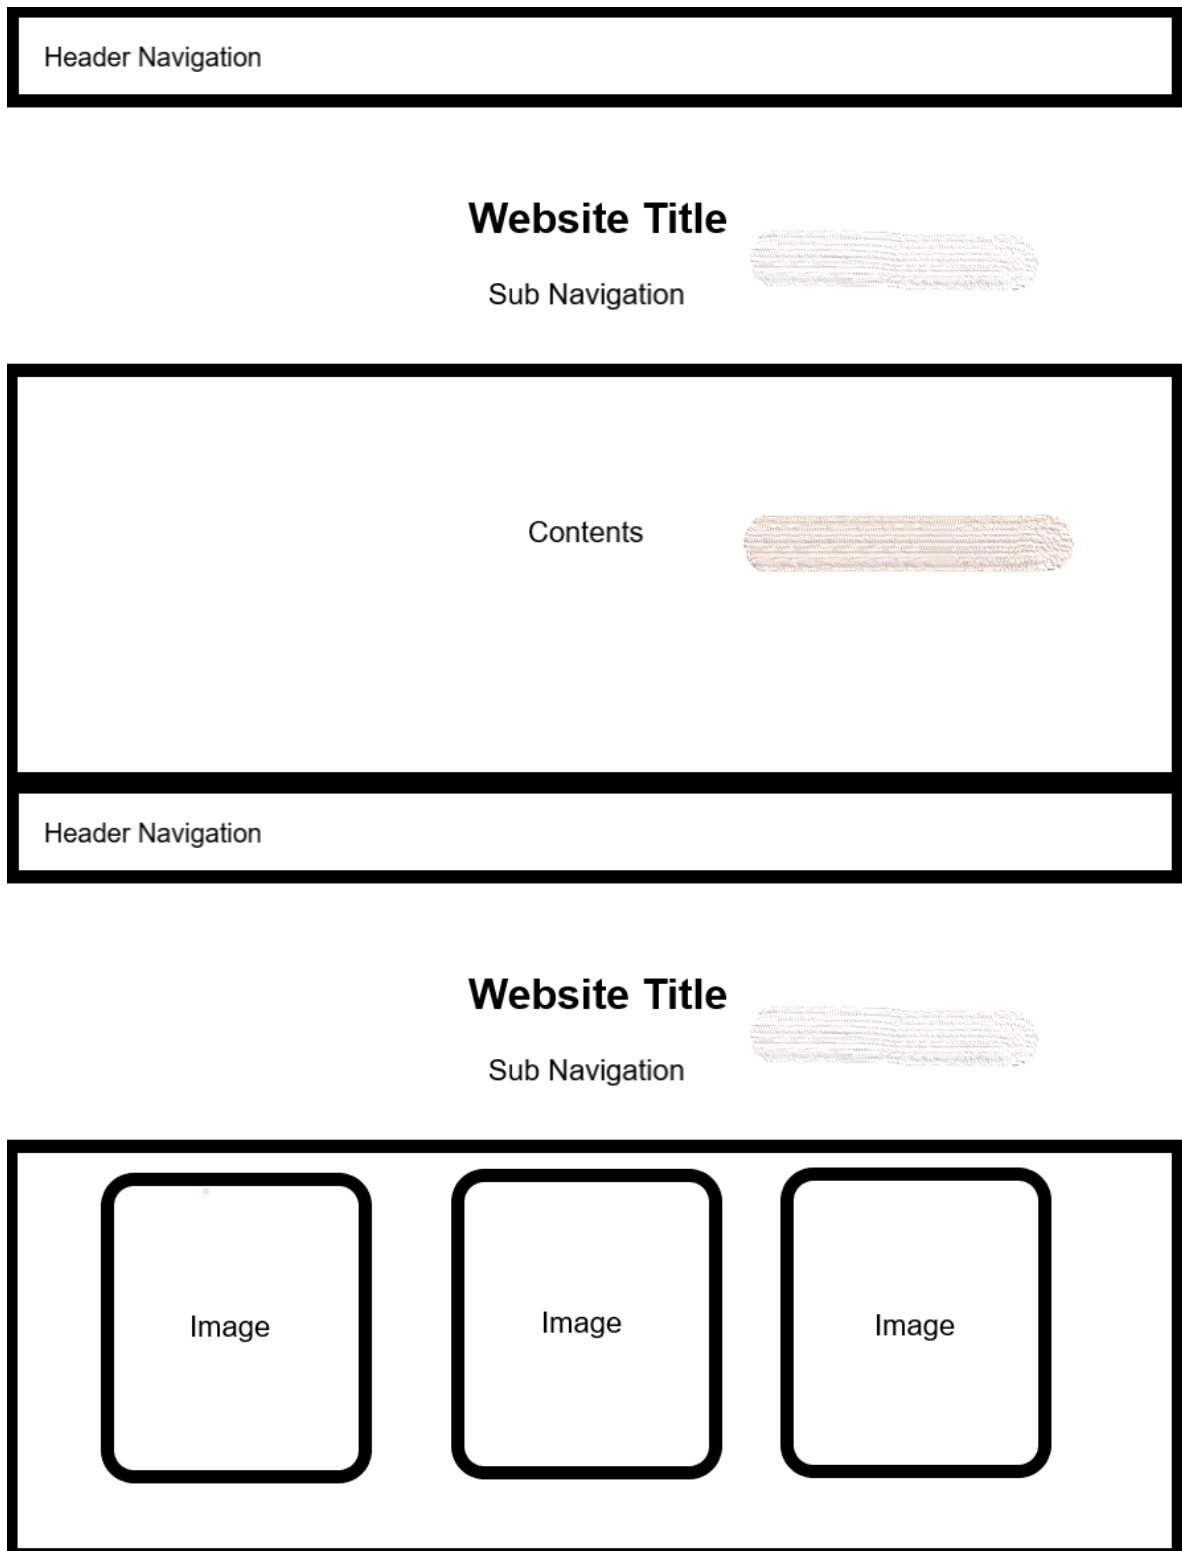 Header Navigation
Website Title
Sub Navigation
Contents
Header Navigation
Website Title
Sub Navigation
Image
Image
Image